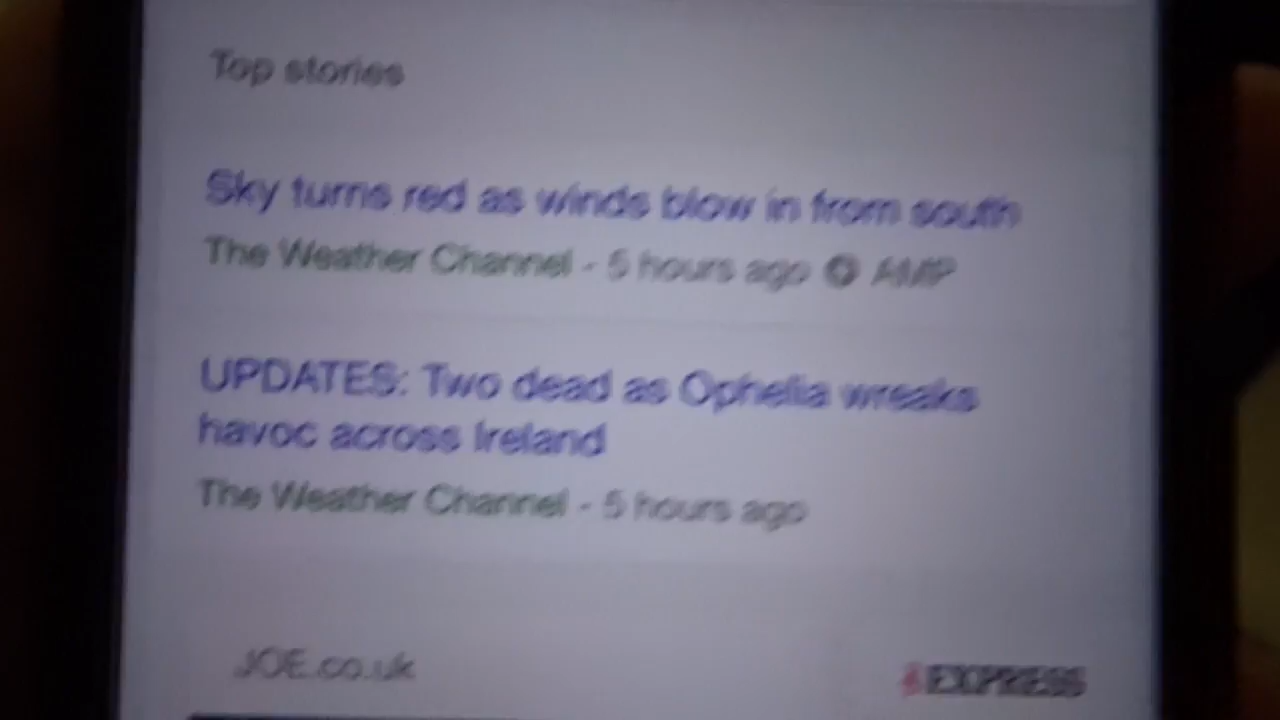 Top stories
Sky turns red as winds blow in from south
The Weather Channel - 5 hours ago AMP
UPDATES: Two dead as Ophelia wreaks
havoc across Ireland
The Weather Channel - 5 hours ago
JOE.co.uk
EXPRESS